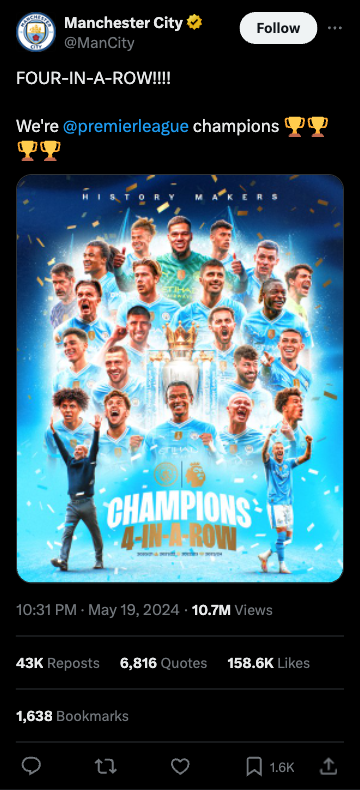 Manchester City
@ManCity
Follow
FOUR-IN-A-ROW!!!!
We're @premierleague champions 🏆🏆
🏆🏆
HISTORY MAKERS
CHAMPIONS
4-IN-A-ROW
10:31 PM · May 19, 2024 · 10.7M Views
43K Reposts 6,816 Quotes 158.6K Likes
1,638 Bookmarks
1.6K